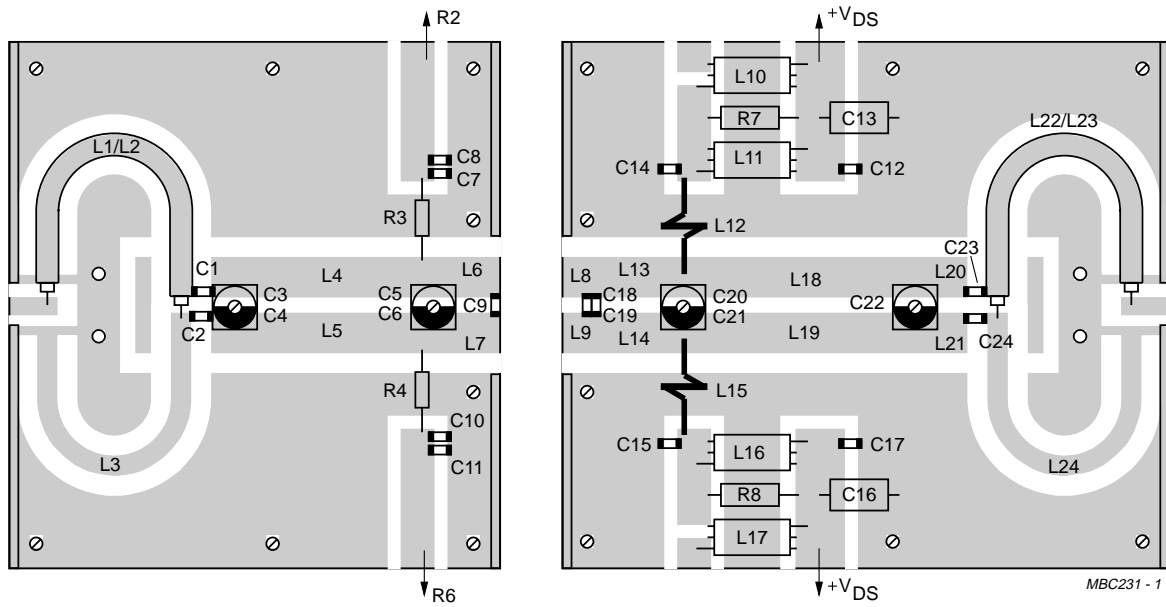 R2
+VDS
L1/L2
C8
C7
R3
C1
L4
L6
C3
C4
C5
C6
C9
C2
L5
L7
R4
C10
C11
L3
R6
L10
R7
C13
L11
C14
C12
L22/L23
L12
C23
L8
L13
L18
L20
C18
C19
C20
C21
C22
L9
L14
L19
L21
C24
L15
C15
L16
C17
R8
C16
L17
L24
+VDS
MBC231 - 1